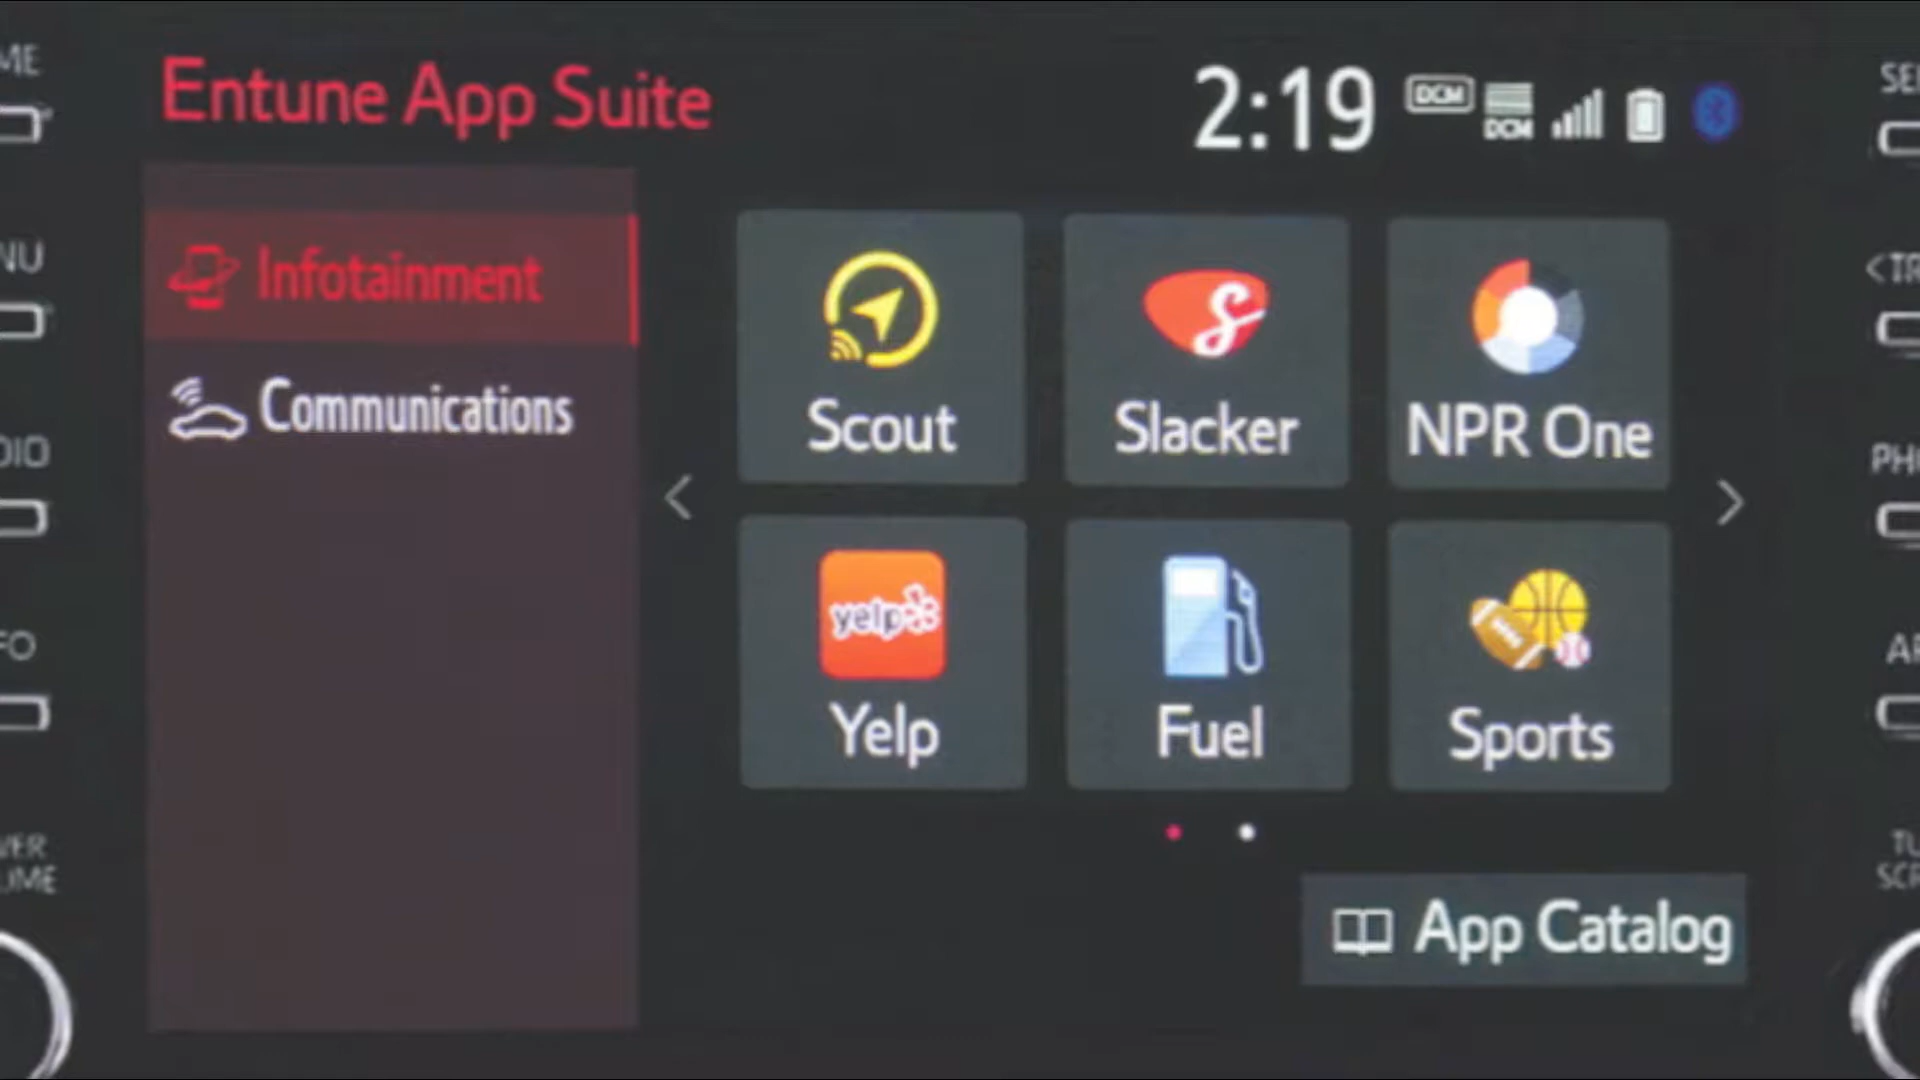 Entune App Suite
2:19
DCM
DCM
Infotainment
Communications
Scout
Slacker
NPR One
yelp
Yelp
Fuel
Sports
App Catalog